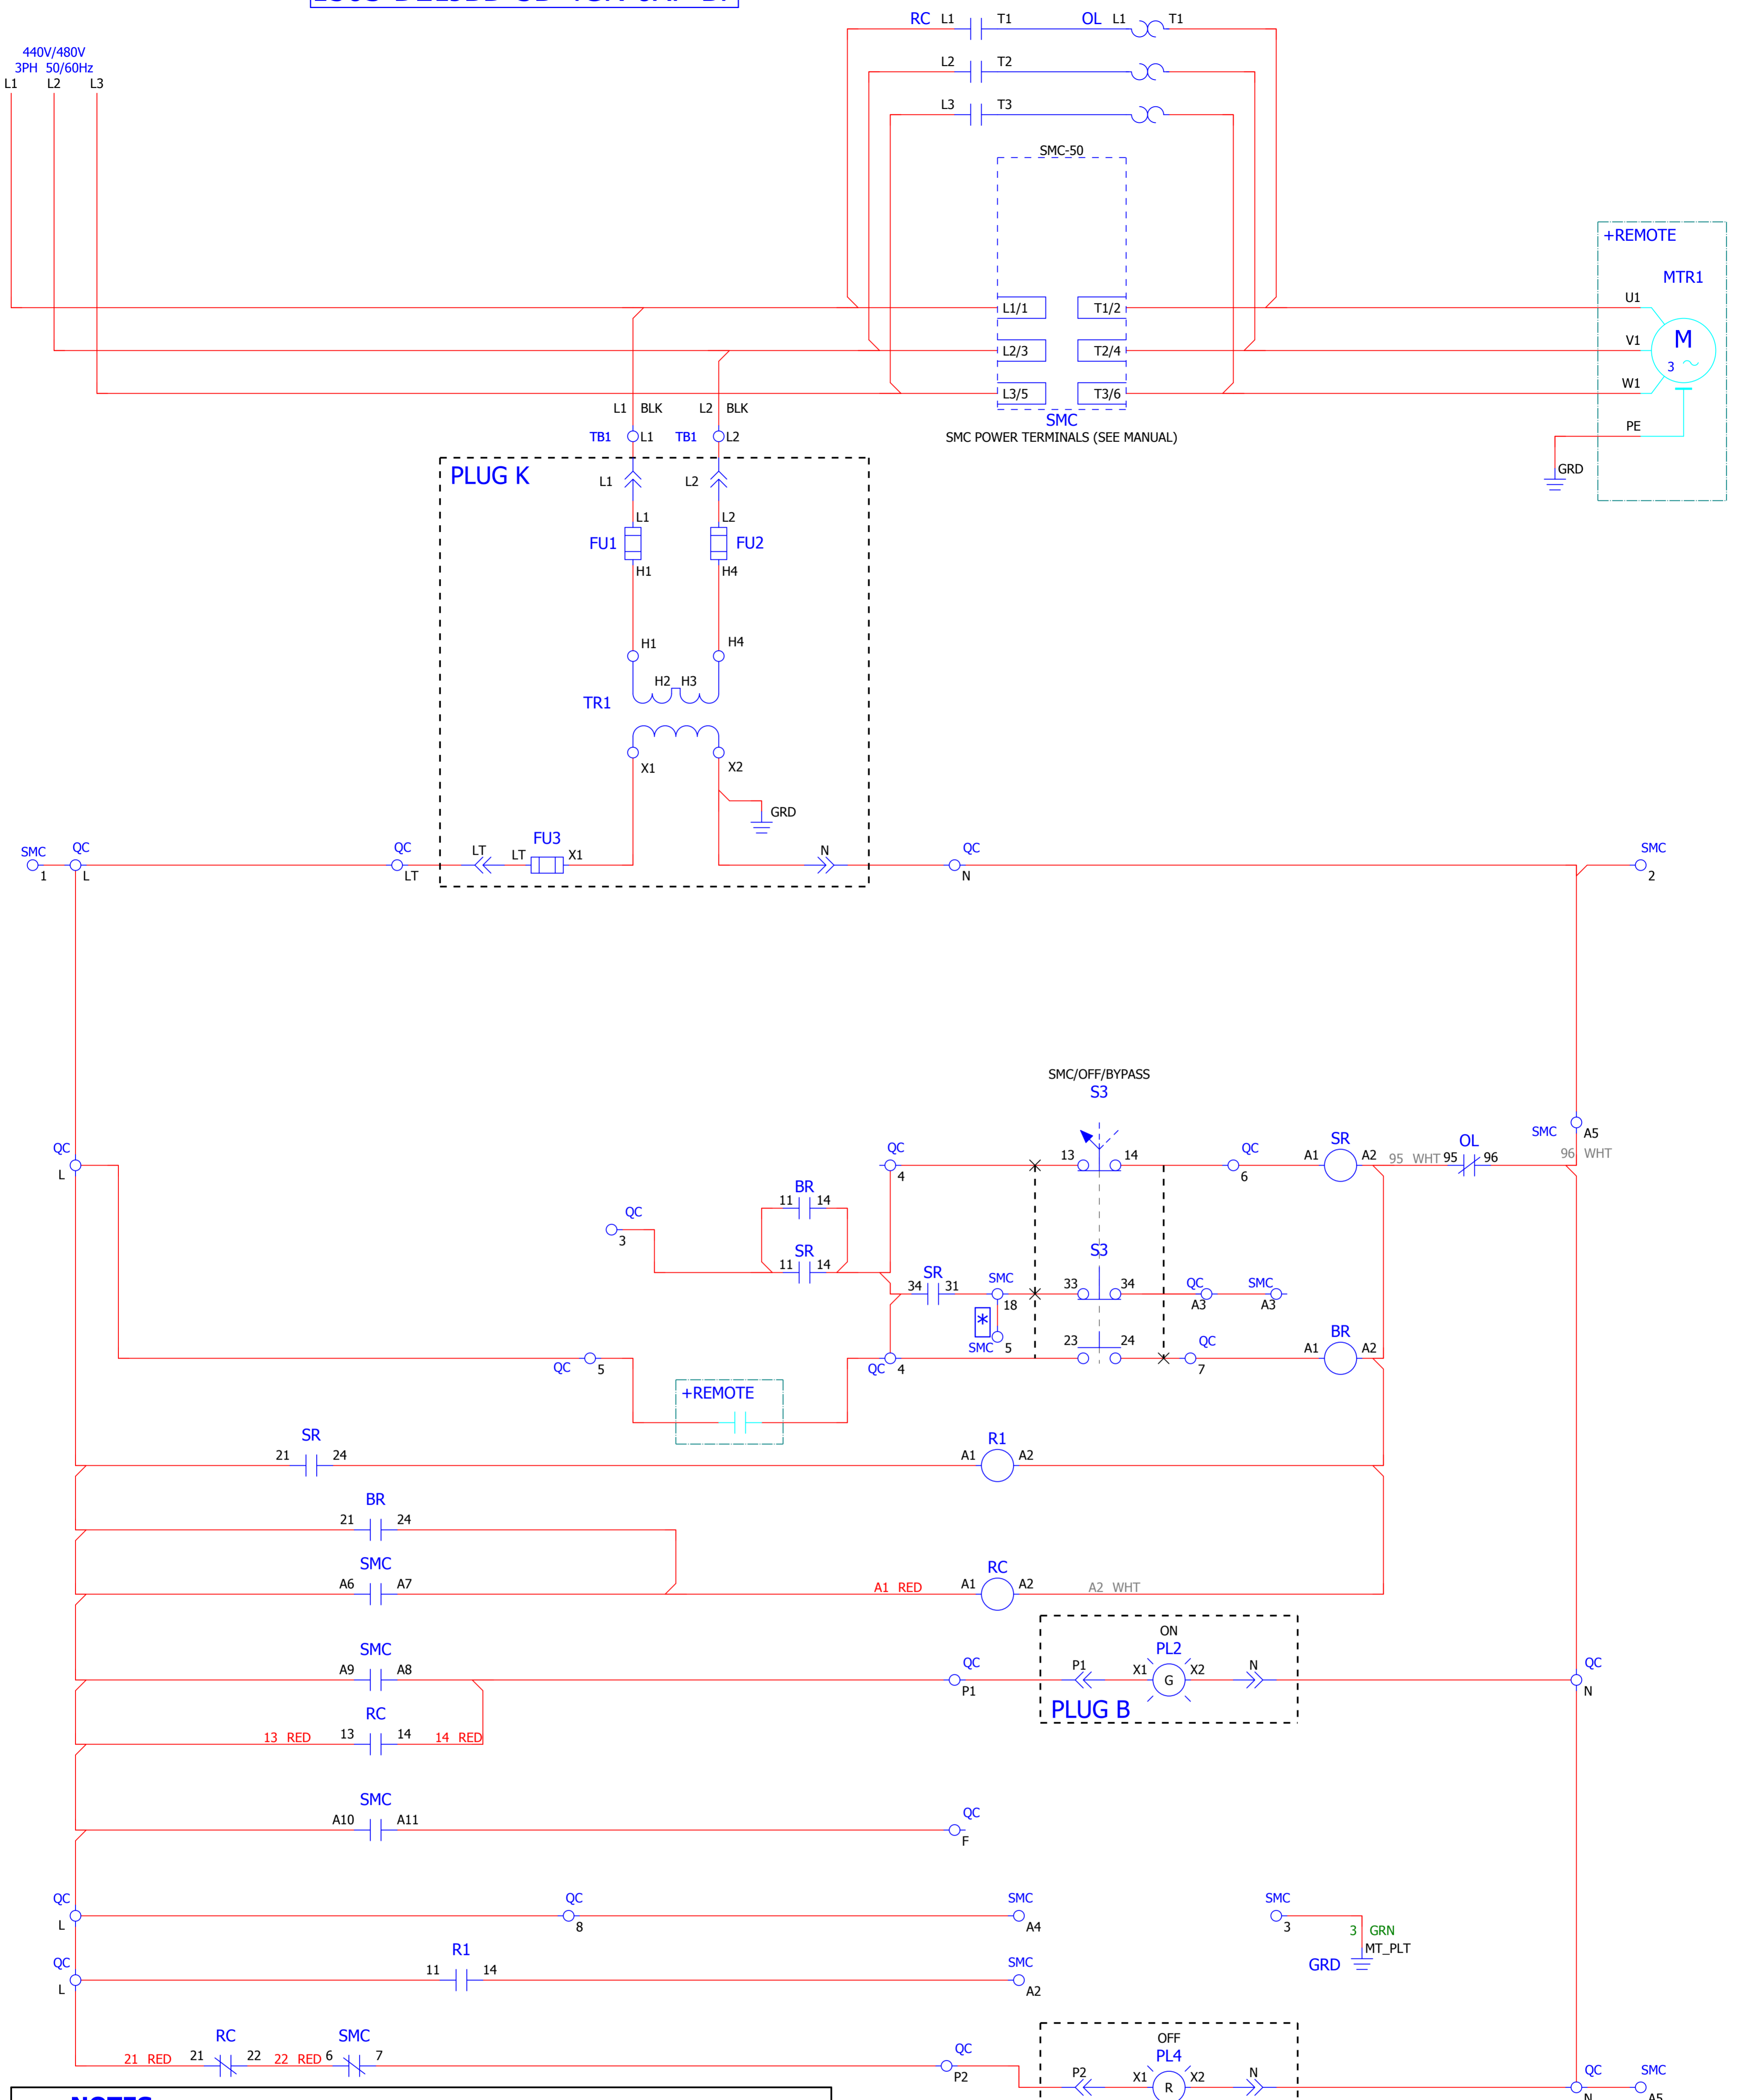 440V/480V
3PH 50/60Hz
L1 L2 L3
RC L1 T1 OL L1 T1
L2 T2
L3 T3
SMC-50
L1/1 T1/2
L2/3 T2/4
L3/5 T3/6
SMC
SMC POWER TERMINALS (SEE MANUAL)
+REMOTE
MTR1
U1
V1
W1
M
3
PE
GRD
L1 BLK L2 BLK
TB1 L1 TB1 L2
PLUG K
L1 L2
L1 L2
FU1 FU2
H1 H4
H1 H4
H2 H3
TR1
X1 X2
GRD
SMC QC QC LT LT FU3 X1 N QC SMC
1 L LT N 2
SMC/OFF/BYPASS
S3
QC L
QC 4 13 14 QC 6 A1 SR A2 95 WHT 95 OL 96
SMC A5
96 WHT
BR
11 14
QC
3
SR
11 14
SR
34 31
SMC
18
S3
33 34
QC
A3
SMC
A3
*
SMC 5
23 24
QC
7
BR
A1 A2
QC 5
QC 4
+REMOTE
SR
21 24
R1
A1 A2
BR
21 24
SMC
A6 A7
A1 RED
RC
A1 A2
A2 WHT
SMC
A9 A8
QC
P1
ON
PL2
P1 X1 G X2 N
PLUG B
QC
N
RC
13 RED 13 14 14 RED
SMC
A10 A11
QC
F
QC
L
QC
8
SMC
A4
SMC
3
3 GRN
MT_PLT
GRD
QC
L
R1
11 14
SMC
A2
RC SMC
21 RED 21 22 22 RED 6 7
QC
P2
OFF
PL4
P2 X1 R X2 N
QC SMC
N A5